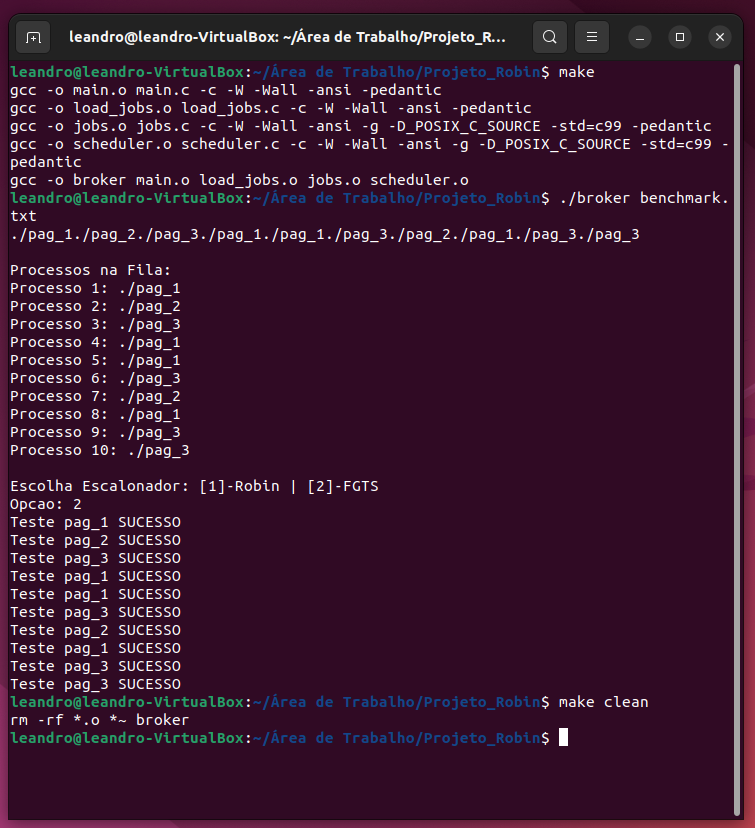 leandro@leandro-VirtualBox: ~/Área de Trabalho/Projeto_R...
leandro@leandro-VirtualBox:~/Área de Trabalho/Projeto_Robin$ make
gcc -o main.o main.c -c -W -Wall -ansi -pedantic
gcc -o load_jobs.o load_jobs.c -c -W -Wall -ansi -pedantic
gcc -o jobs.o jobs.c -c -W -Wall -ansi -g -D_POSIX_C_SOURCE -std=c99 -pedantic
gcc -o scheduler.o scheduler.c -c -W -Wall -ansi -g -D_POSIX_C_SOURCE -std=c99 -
pedantic
gcc -o broker main.o load_jobs.o jobs.o scheduler.o
leandro@leandro-VirtualBox:~/Área de Trabalho/Projeto_Robin$ ./broker benchmark.
txt
./pag_1./pag_2./pag_3./pag_1./pag_1./pag_3./pag_2./pag_1./pag_3./pag_3
Processos na Fila:
Processo 1: ./pag_1
Processo 2: ./pag_2
Processo 3: ./pag_3
Processo 4: ./pag_1
Processo 5: ./pag_1
Processo 6: ./pag_3
Processo 7: ./pag_2
Processo 8: ./pag_1
Processo 9: ./pag_3
Processo 10: ./pag_3
Escolha Escalonador: [1]-Robin | [2]-FGTS
Opcao: 2
Teste pag_1 SUCESSO
Teste pag_2 SUCESSO
Teste pag_3 SUCESSO
Teste pag_1 SUCESSO
Teste pag_1 SUCESSO
Teste pag_3 SUCESSO
Teste pag_2 SUCESSO
Teste pag_1 SUCESSO
Teste pag_3 SUCESSO
Teste pag_3 SUCESSO
leandro@leandro-VirtualBox:~/Área de Trabalho/Projeto_Robin$ make clean
rm -rf *.o *~ broker
leandro@leandro-VirtualBox:~/Área de Trabalho/Projeto_Robin$